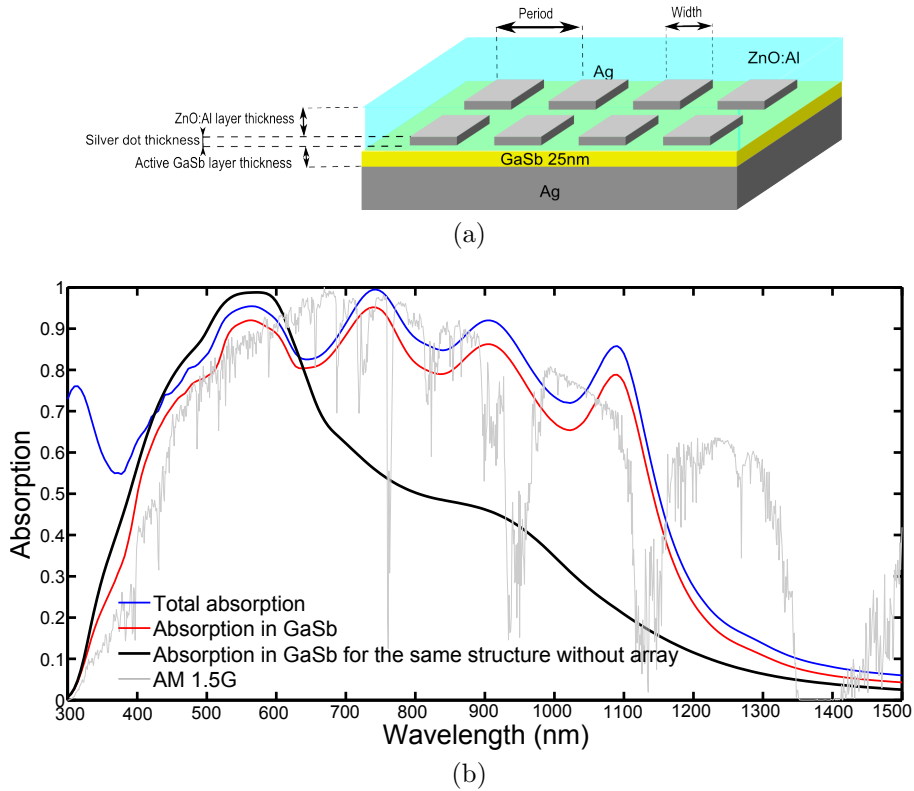 Period
Width
Ag
ZnO:Al
ZnO:Al layer thickness
Silver dot thickness
Active GaSb layer thickness
GaSb 25nm
Ag
(a)
1
0.9
0.8
0.7
0.6
0.5
0.4
0.3
0.2
0.1
0
Absorption
Total absorption
Absorption in GaSb
Absorption in GaSb for the same structure without array
AM 1.5G
300 400 500 600 700 800 900 1000 1100 1200 1300 1400 1500
Wavelength (nm)
(b)